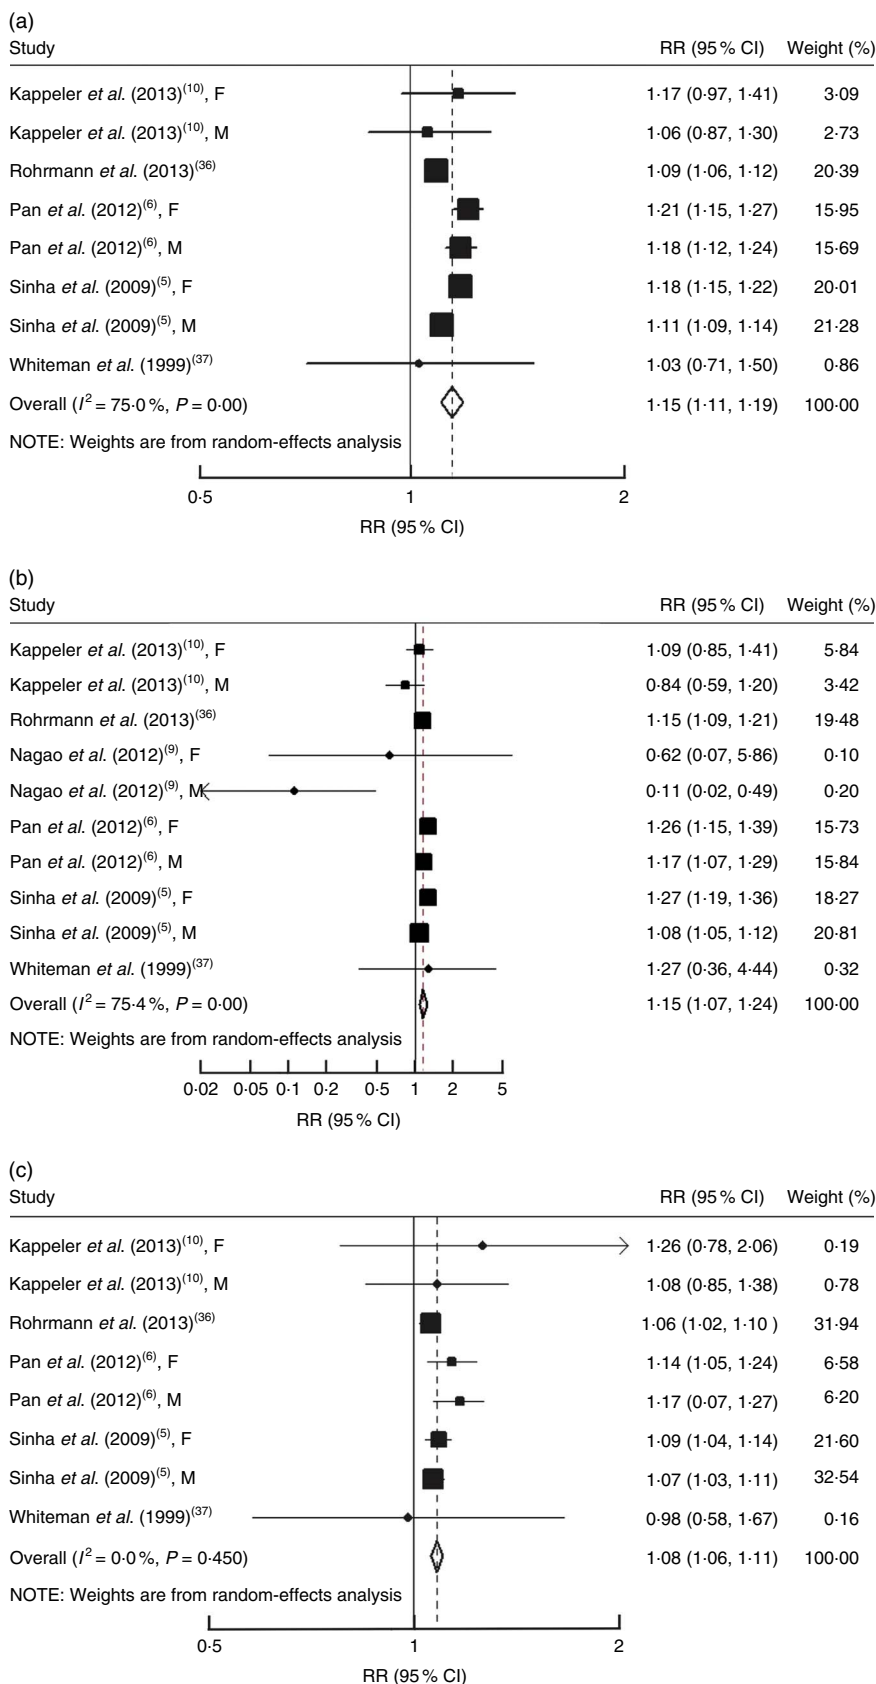 (a)
Study RR (95 % CI) Weight (%)
Kappeler et al. (2013)(10), F 1·17 (0·97, 1·41) 3·09
Kappeler et al. (2013)(10), M 1·06 (0·87, 1·30) 2·73
Rohrmann et al. (2013)(36) 1·09 (1·06, 1·12) 20·39
Pan et al. (2012)(6), F 1·21 (1·15, 1·27) 15·95
Pan et al. (2012)(6), M 1·18 (1·12, 1·24) 15·69
Sinha et al. (2009)(5), F 1·18 (1·15, 1·22) 20·01
Sinha et al. (2009)(5), M 1·11 (1·09, 1·14) 21·28
Whiteman et al. (1999)(37) 1·03 (0·71, 1·50) 0·86
Overall (I2 = 75·0 %, P = 0·00) 1·15 (1·11, 1·19) 100·00
NOTE: Weights are from random-effects analysis
0·5 1 2
RR (95 % CI)
(b)
Study RR (95 % CI) Weight (%)
Kappeler et al. (2013)(10), F 1·09 (0·85, 1·41) 5·84
Kappeler et al. (2013)(10), M 0·84 (0·59, 1·20) 3·42
Rohrmann et al. (2013)(36) 1·15 (1·09, 1·21) 19·48
Nagao et al. (2012)(9), F 0·62 (0·07, 5·86) 0·10
Nagao et al. (2012)(9), M 0·11 (0·02, 0·49) 0·20
Pan et al. (2012)(6), F 1·26 (1·15, 1·39) 15·73
Pan et al. (2012)(6), M 1·17 (1·07, 1·29) 15·84
Sinha et al. (2009)(5), F 1·27 (1·19, 1·36) 18·27
Sinha et al. (2009)(5), M 1·08 (1·05, 1·12) 20·81
Whiteman et al. (1999)(37) 1·27 (0·36, 4·44) 0·32
Overall (I2 = 75·4 %, P = 0·00) 1·15 (1·07, 1·24) 100·00
NOTE: Weights are from random-effects analysis
0·02 0·05 0·1 0·2 0·5 1 2 5
RR (95 % CI)
(c)
Study RR (95 % CI) Weight (%)
Kappeler et al. (2013)(10), F 1·26 (0·78, 2·06) 0·19
Kappeler et al. (2013)(10), M 1·08 (0·85, 1·38) 0·78
Rohrmann et al. (2013)(36) 1·06 (1·02, 1·10 ) 31·94
Pan et al. (2012)(6), F 1·14 (1·05, 1·24) 6·58
Pan et al. (2012)(6), M 1·17 (0·07, 1·27) 6·20
Sinha et al. (2009)(5), F 1·09 (1·04, 1·14) 21·60
Sinha et al. (2009)(5), M 1·07 (1·03, 1·11) 32·54
Whiteman et al. (1999)(37) 0·98 (0·58, 1·67) 0·16
Overall (I2 = 0·0 %, P = 0·450) 1·08 (1·06, 1·11) 100·00
NOTE: Weights are from random-effects analysis
0·5 1 2
RR (95 % CI)